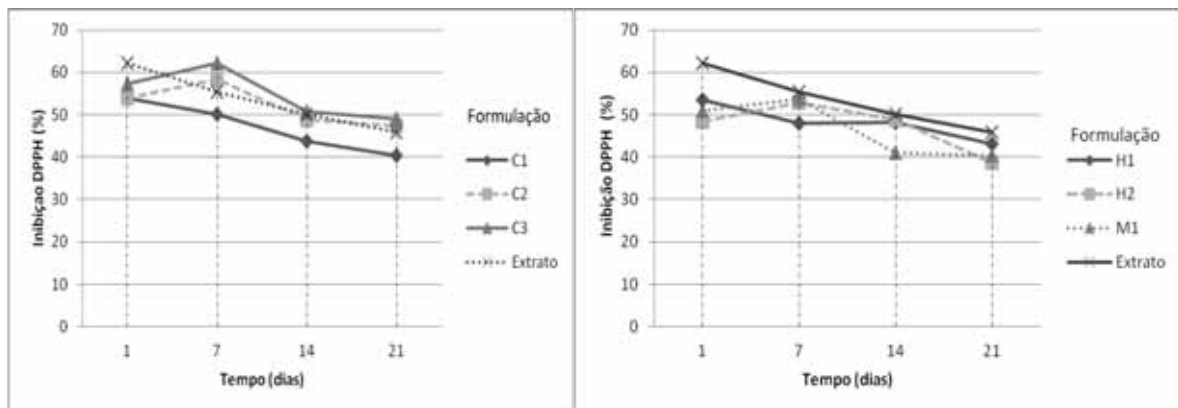 70
60
50
40
30
20
10
0
Inibiçao DPPH (%)
1
7
14
21
Tempo (dias)
Formulação
C1
C2
C3
Extrato
70
60
50
40
30
20
10
0
Inibição DPPH (%)
1
7
14
21
Tempo (dias)
Formulação
H1
H2
M1
Extrato